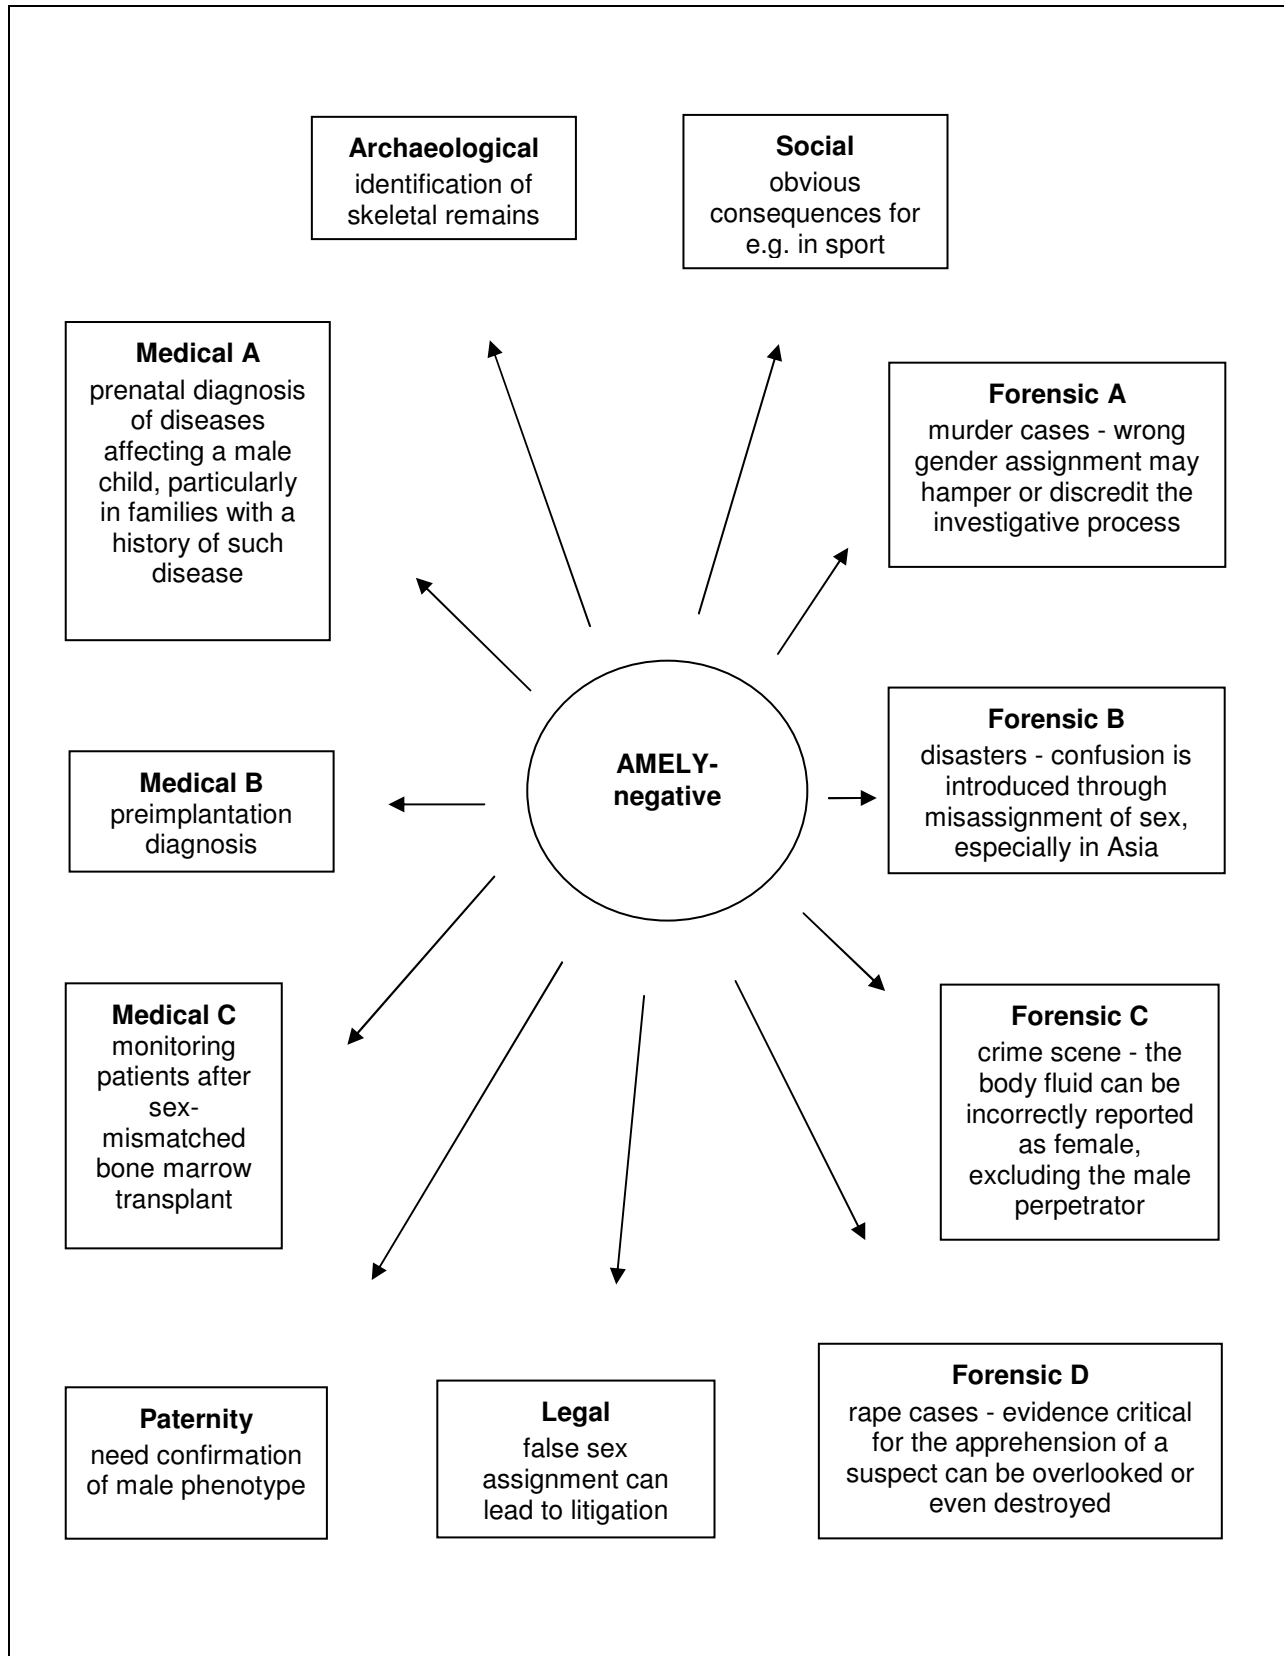 Archaeological
identification of
skeletal remains
Social
obvious
consequences for
e.g. in sport
Medical A
prenatal diagnosis
of diseases
affecting a male
child, particularly
in families with a
history of such
disease
Forensic A
murder cases - wrong
gender assignment may
hamper or discredit the
investigative process
AMELY-
negative
Medical B
preimplantation
diagnosis
Forensic B
disasters - confusion is
introduced through
misassignment of sex,
especially in Asia
Medical C
monitoring
patients after
sex-
mismatched
bone marrow
transplant
Forensic C
crime scene - the
body fluid can be
incorrectly reported
as female,
excluding the male
perpetrator
Paternity
need confirmation
of male phenotype
Legal
false sex
assignment can
lead to litigation
Forensic D
rape cases - evidence critical
for the apprehension of a
suspect can be overlooked or
even destroyed